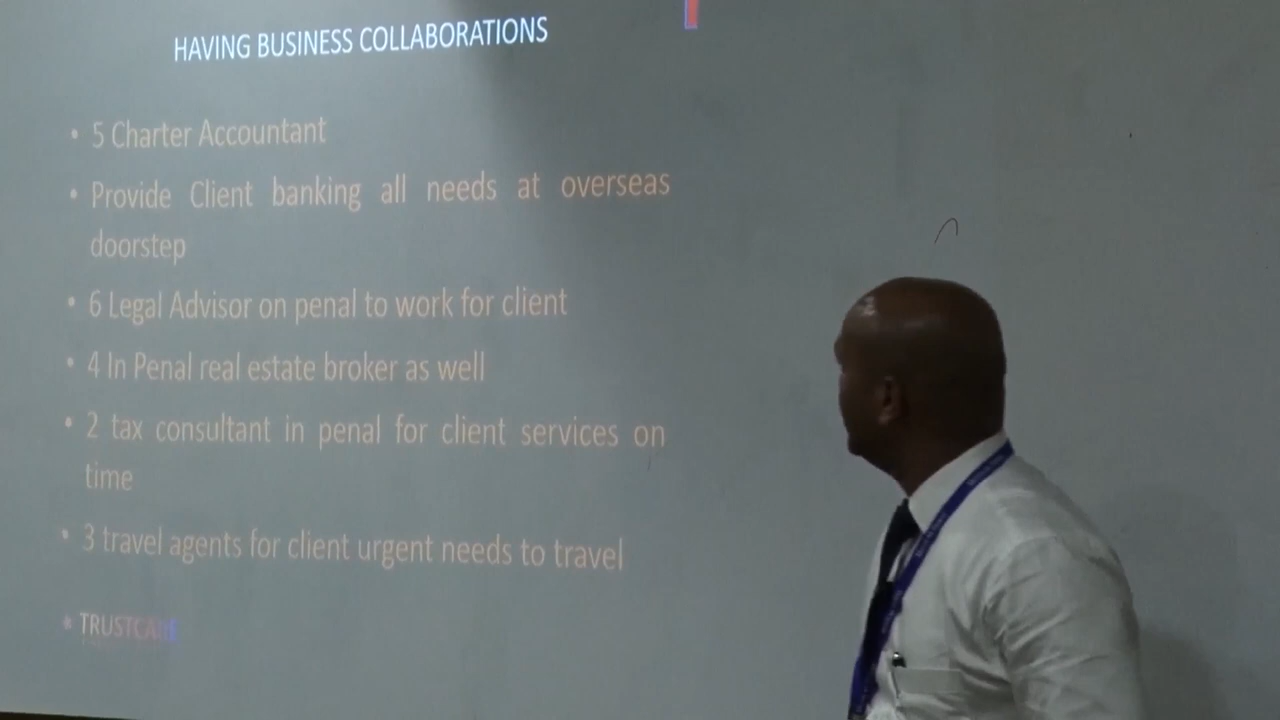 HAVING BUSINESS COLLABORATIONS
• 5 Charter Accountant
• Provide Client banking all needs at overseas
doorstep
• 6 Legal Advisor on penal to work for client
• 4 In Penal real estate broker as well
• 2 tax consultant in penal for client services on
time
• 3 travel agents for client urgent needs to travel
• TRUSTCARE